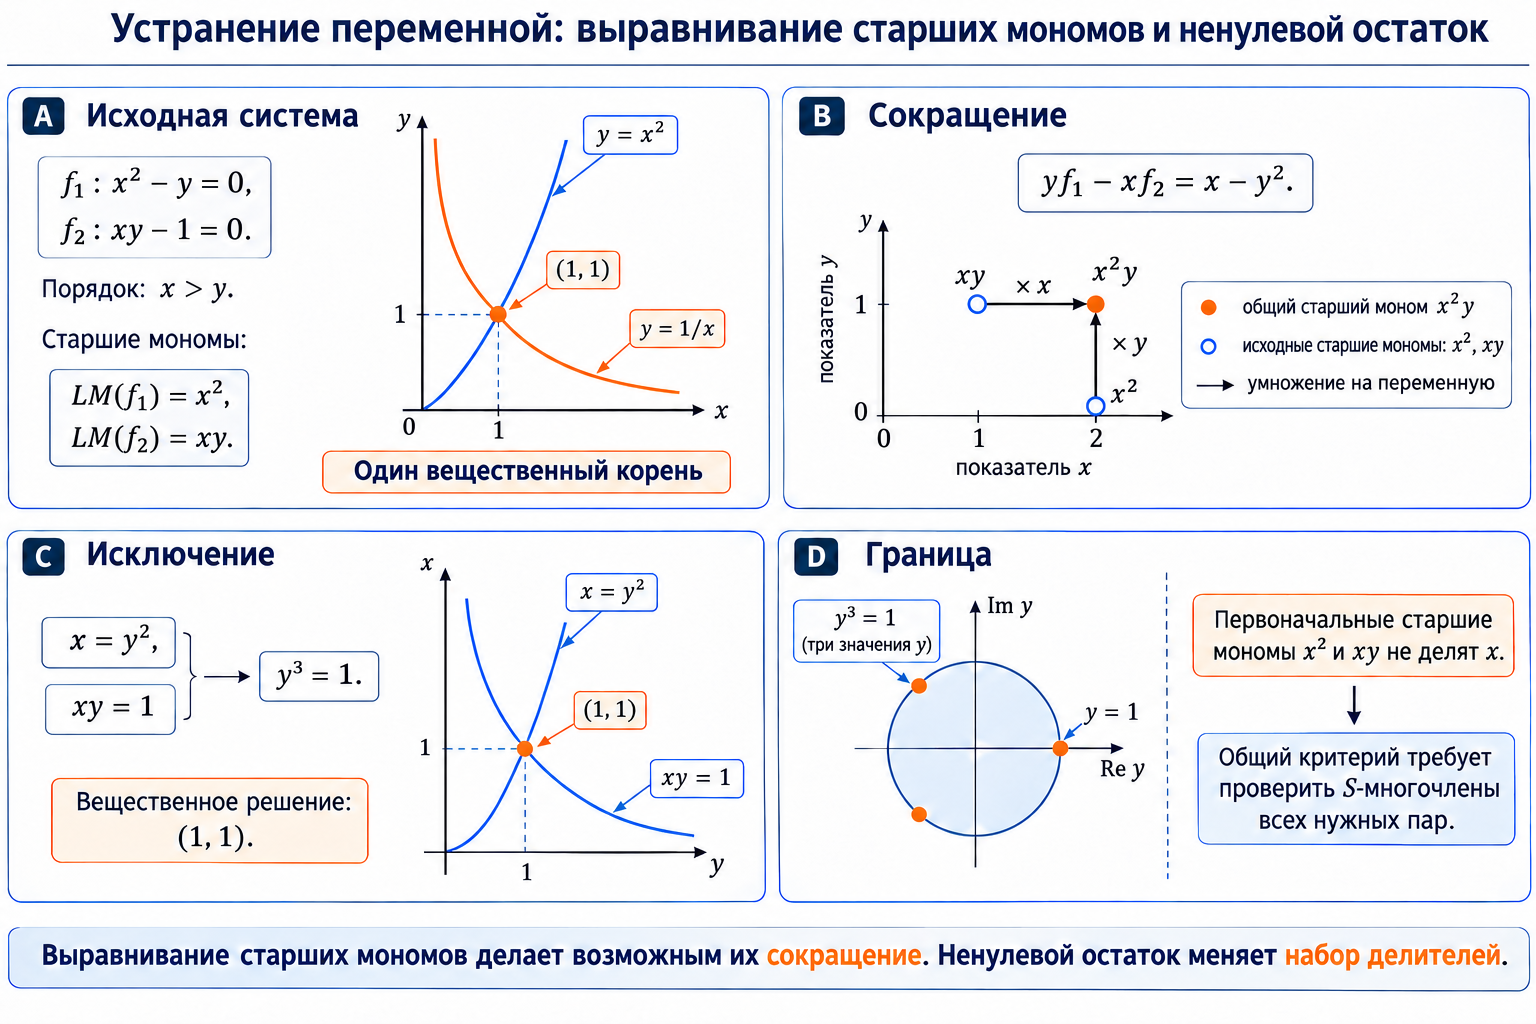 Устранение переменной: выравнивание старших мономов и ненулевой остаток
A Исходная система
f₁ : x² − y = 0,
f₂ : xy − 1 = 0.
Порядок: x > y.
Старшие мономы:
LM(f₁) = x²,
LM(f₂) = xy.
y
y = x²
(1, 1)
1
y = 1/x
x
0
1
Один вещественный корень
B Сокращение
yf₁ − xf₂ = x − y².
y
показатель y
xy
× x
x²y
1
× y
x²
0
0
1
2
показатель x
общий старший моном x²y
исходные старшие мономы: x², xy
умножение на переменную
C Исключение
x = y²,
xy = 1
y³ = 1.
Вещественное решение:
(1, 1).
x
x = y²
(1, 1)
1
xy = 1
1
y
D Граница
y³ = 1
(три значения y)
Im y
y = 1
Re y
Первоначальные старшие
мономы x² и xy не делят x.
Общий критерий требует
проверить S-многочлены
всех нужных пар.
Выравнивание старших мономов делает возможным их сокращение. Ненулевой остаток меняет набор делителей.